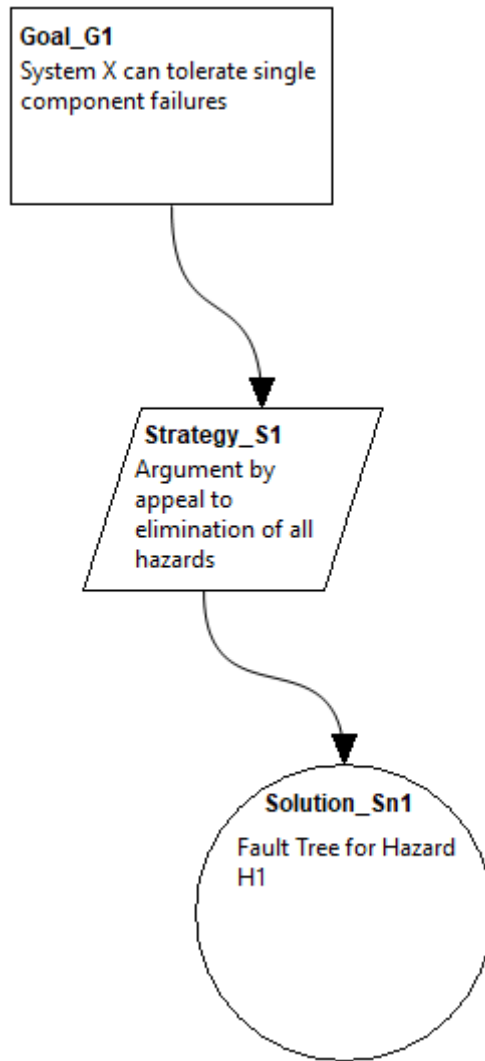 Goal_G1
System X can tolerate single
component failures
Strategy_S1
Argument by
appeal to
elimination of all
hazards
Solution_Sn1
Fault Tree for Hazard
H1